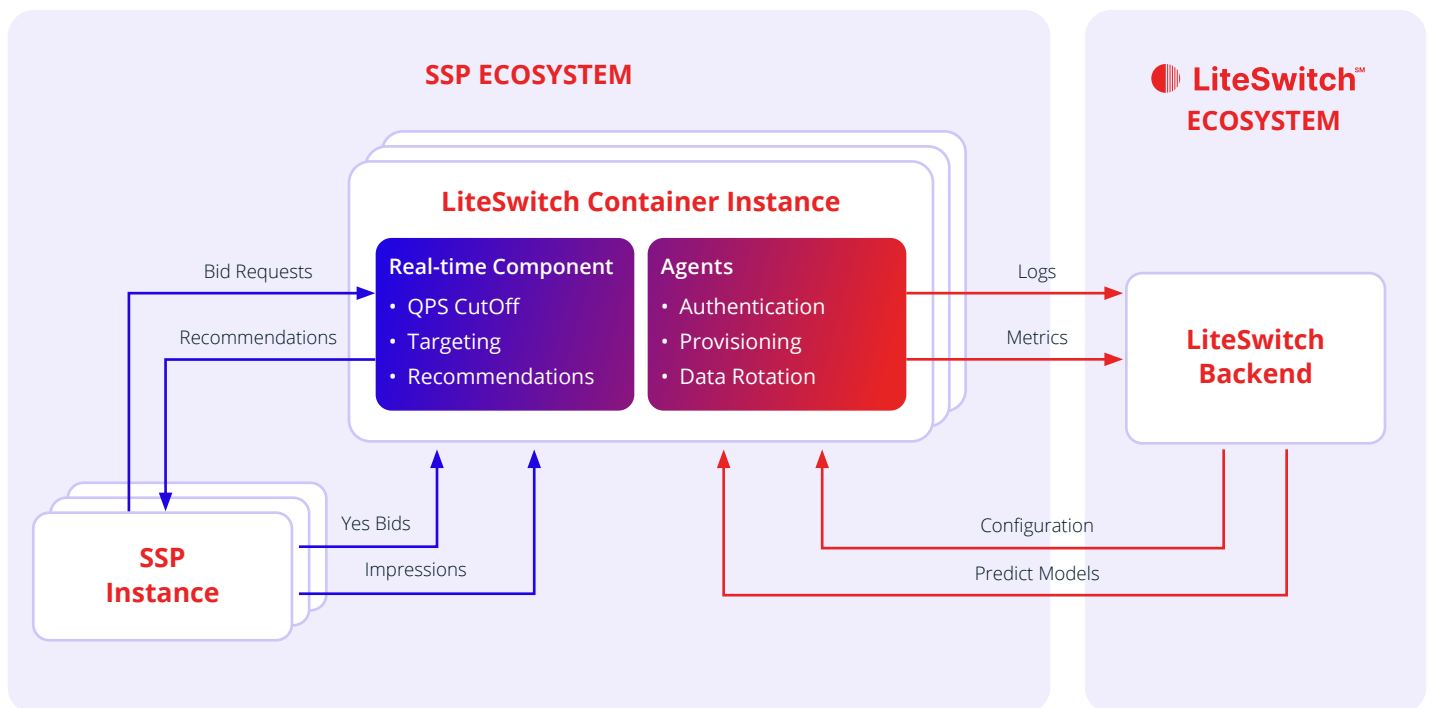 SSP ECOSYSTEM
LiteSwitch℠
ECOSYSTEM
LiteSwitch Container Instance
Real-time Component
• QPS CutOff
• Targeting
• Recommendations
Agents
• Authentication
• Provisioning
• Data Rotation
Bid Requests
Recommendations
Logs
Metrics
LiteSwitch
Backend
SSP
Instance
Yes Bids
Impressions
Configuration
Predict Models